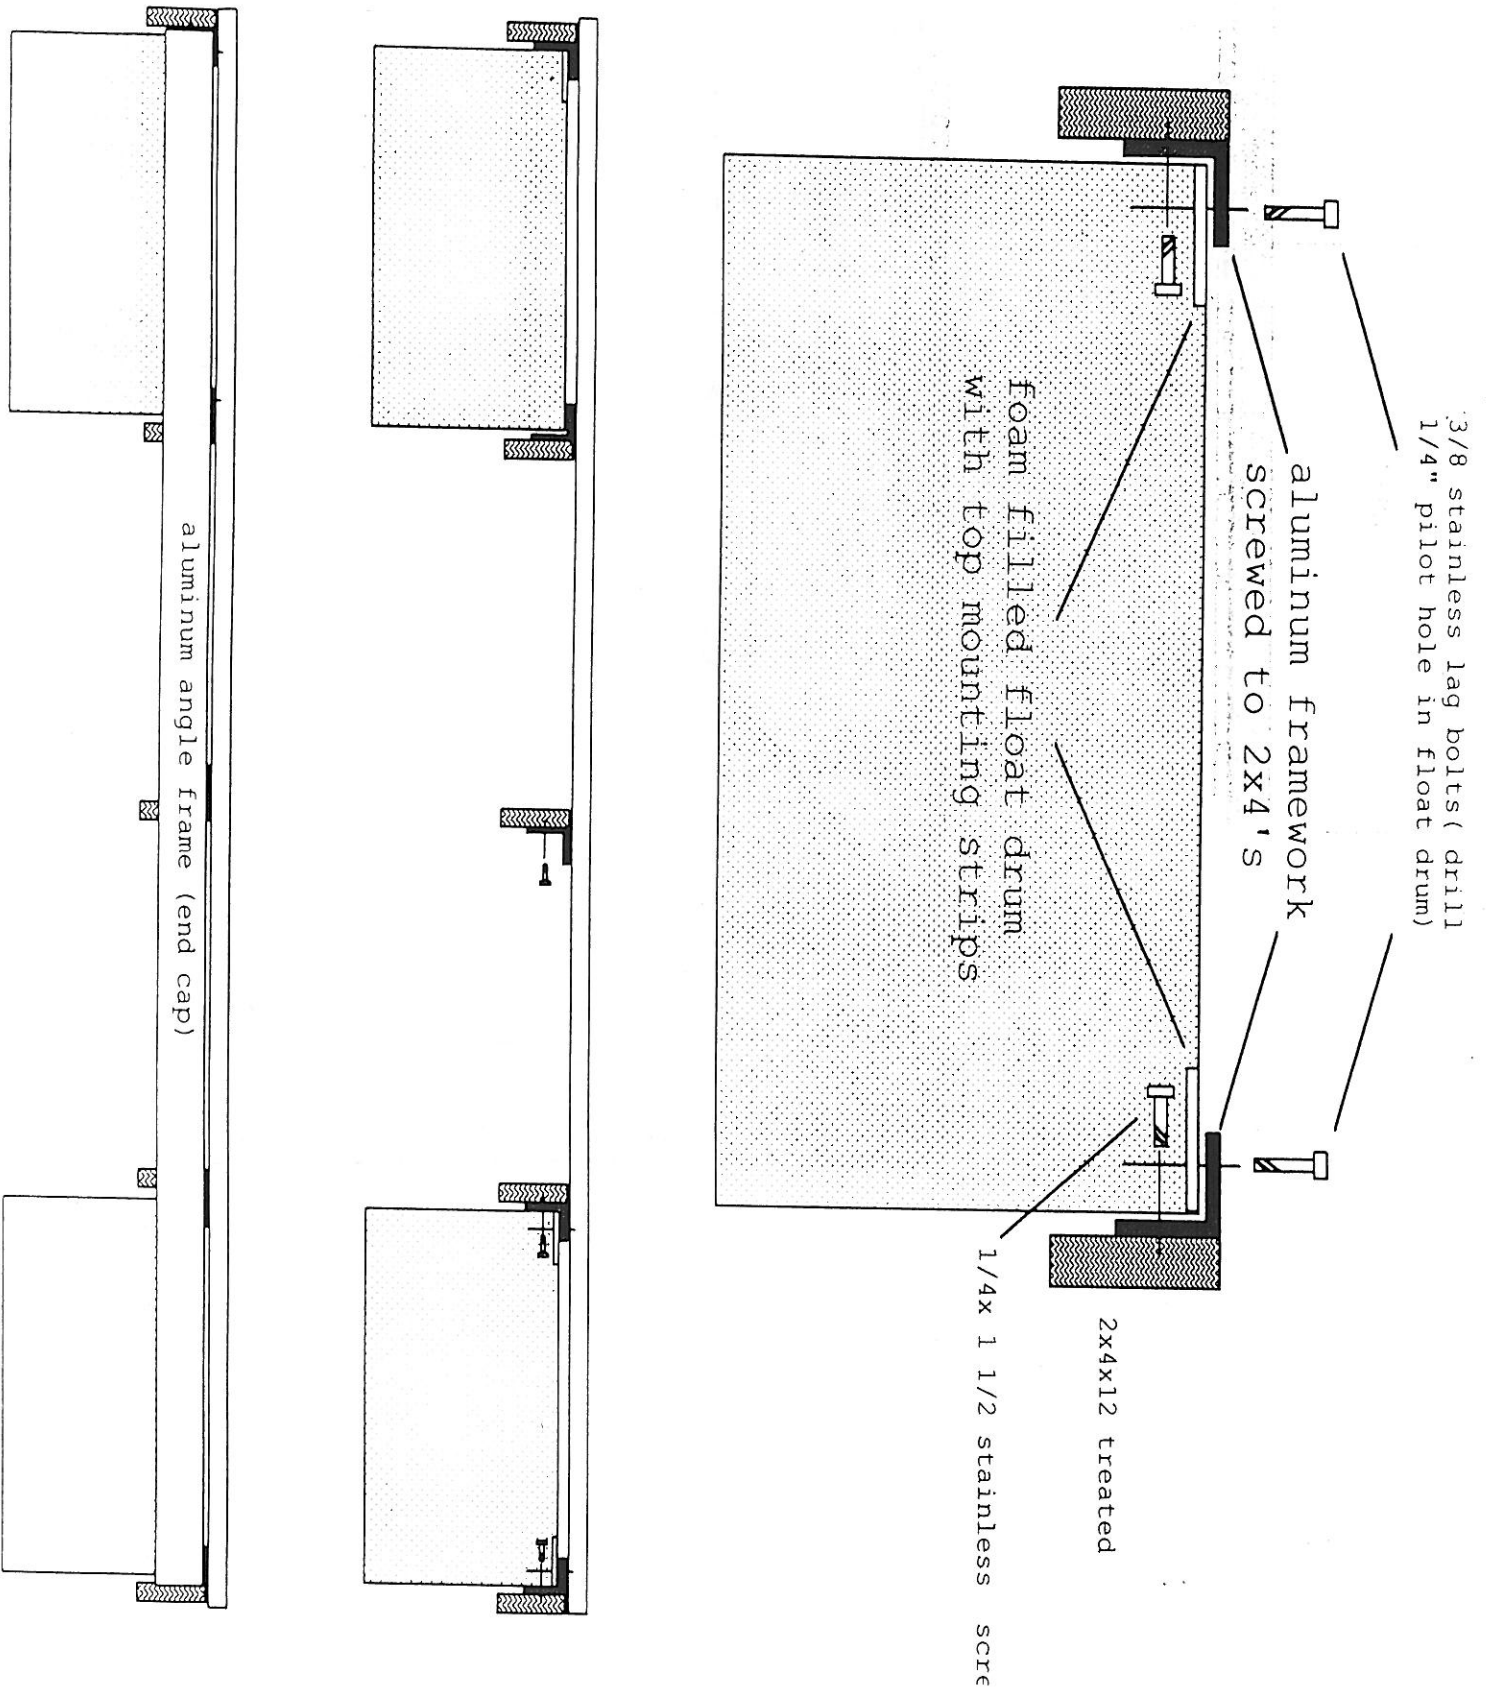 3/8 stainless lag bolts( drill
1/4" pilot hole in float drum)
aluminum framework
screwed to 2x4's
foam filled float drum
with top mounting strips
2x4x12 treated
1/4x 1 1/2 stainless scre
aluminum angle frame (end cap)